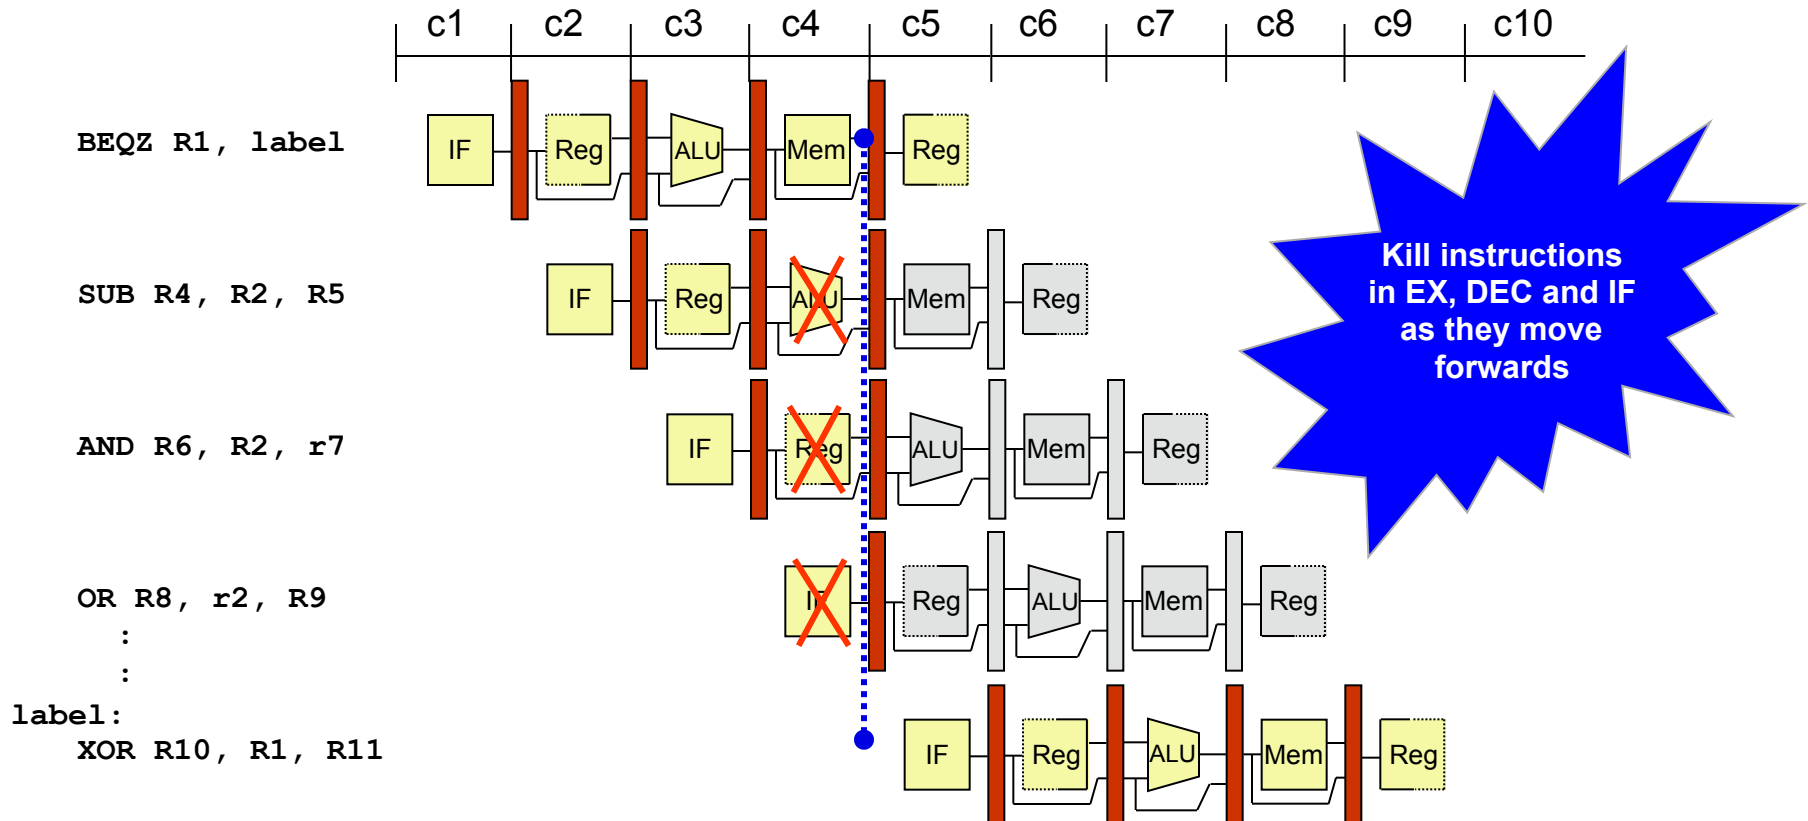 c1 c2 c3 c4 c5 c6 c7 c8 c9 c10
BEQZ R1, label IF Reg ALU Mem Reg
SUB R4, R2, R5 IF Reg ALU Mem Reg
AND R6, R2, r7 IF Reg ALU Mem Reg
OR R8, r2, R9 IF Reg ALU Mem Reg
:
:
label:
XOR R10, R1, R11 IF Reg ALU Mem Reg
Kill instructions
in EX, DEC and IF
as they move
forwards